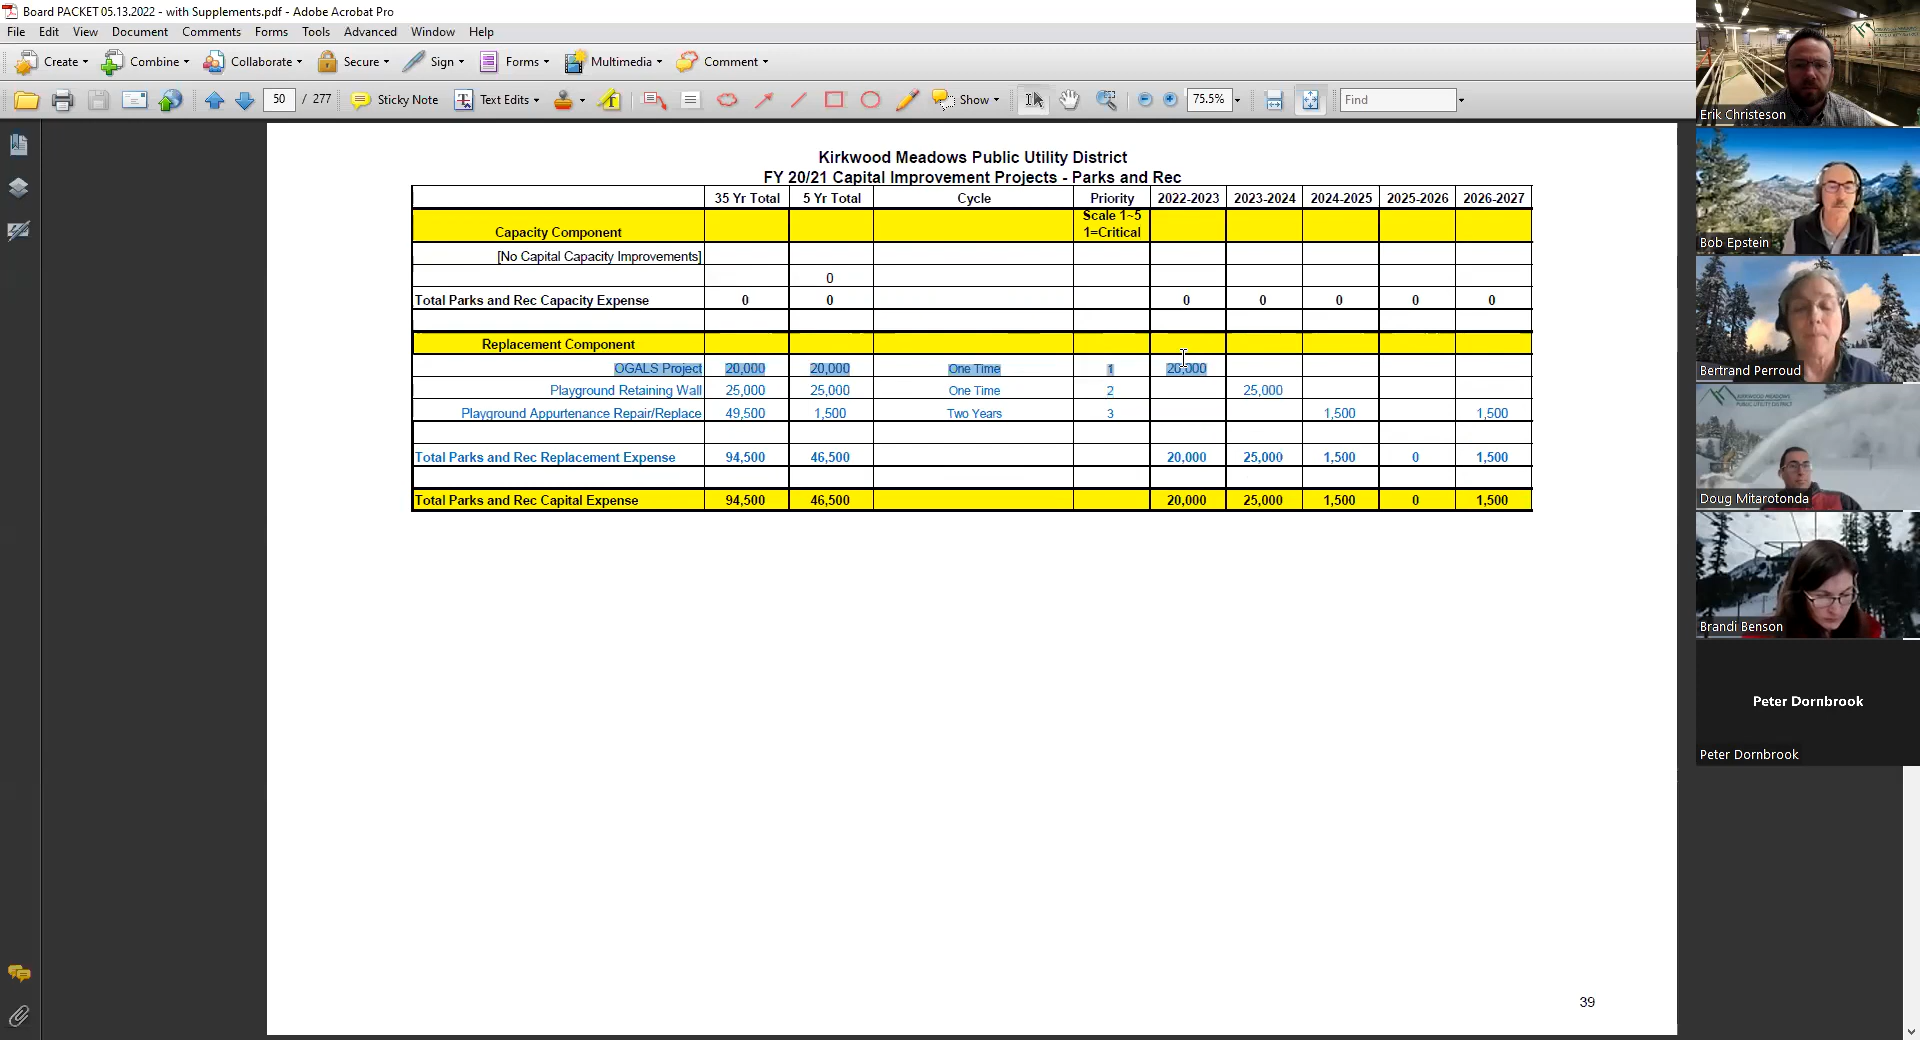 Board PACKET 05.13.2022 - with Supplements.pdf - Adobe Acrobat Pro
File Edit View Document Comments Forms Tools Advanced Window Help
Create Combine Collaborate Secure Sign Forms Multimedia Comment
50 / 277 Sticky Note Text Edits Show 75.5% Find
Kirkwood Meadows Public Utility District
FY 20/21 Capital Improvement Projects - Parks and Rec
35 Yr Total 5 Yr Total Cycle Priority 2022-2023 2023-2024 2024-2025 2025-2026 2026-2027
Scale 1~5
Capacity Component 1=Critical
[No Capital Capacity Improvements]
0
Total Parks and Rec Capacity Expense 0 0 0 0 0 0 0
Replacement Component
OGALS Project 20,000 20,000 One Time 1 20,000
Playground Retaining Wall 25,000 25,000 One Time 2 25,000
Playground Appurtenance Repair/Replace 49,500 1,500 Two Years 3 1,500 1,500
Total Parks and Rec Replacement Expense 94,500 46,500 20,000 25,000 1,500 0 1,500
Total Parks and Rec Capital Expense 94,500 46,500 20,000 25,000 1,500 0 1,500
39
Erik Christeson
Bob Epstein
Bertrand Perroud
Doug Mitarotonda
Brandi Benson
Peter Dornbrook
Peter Dornbrook